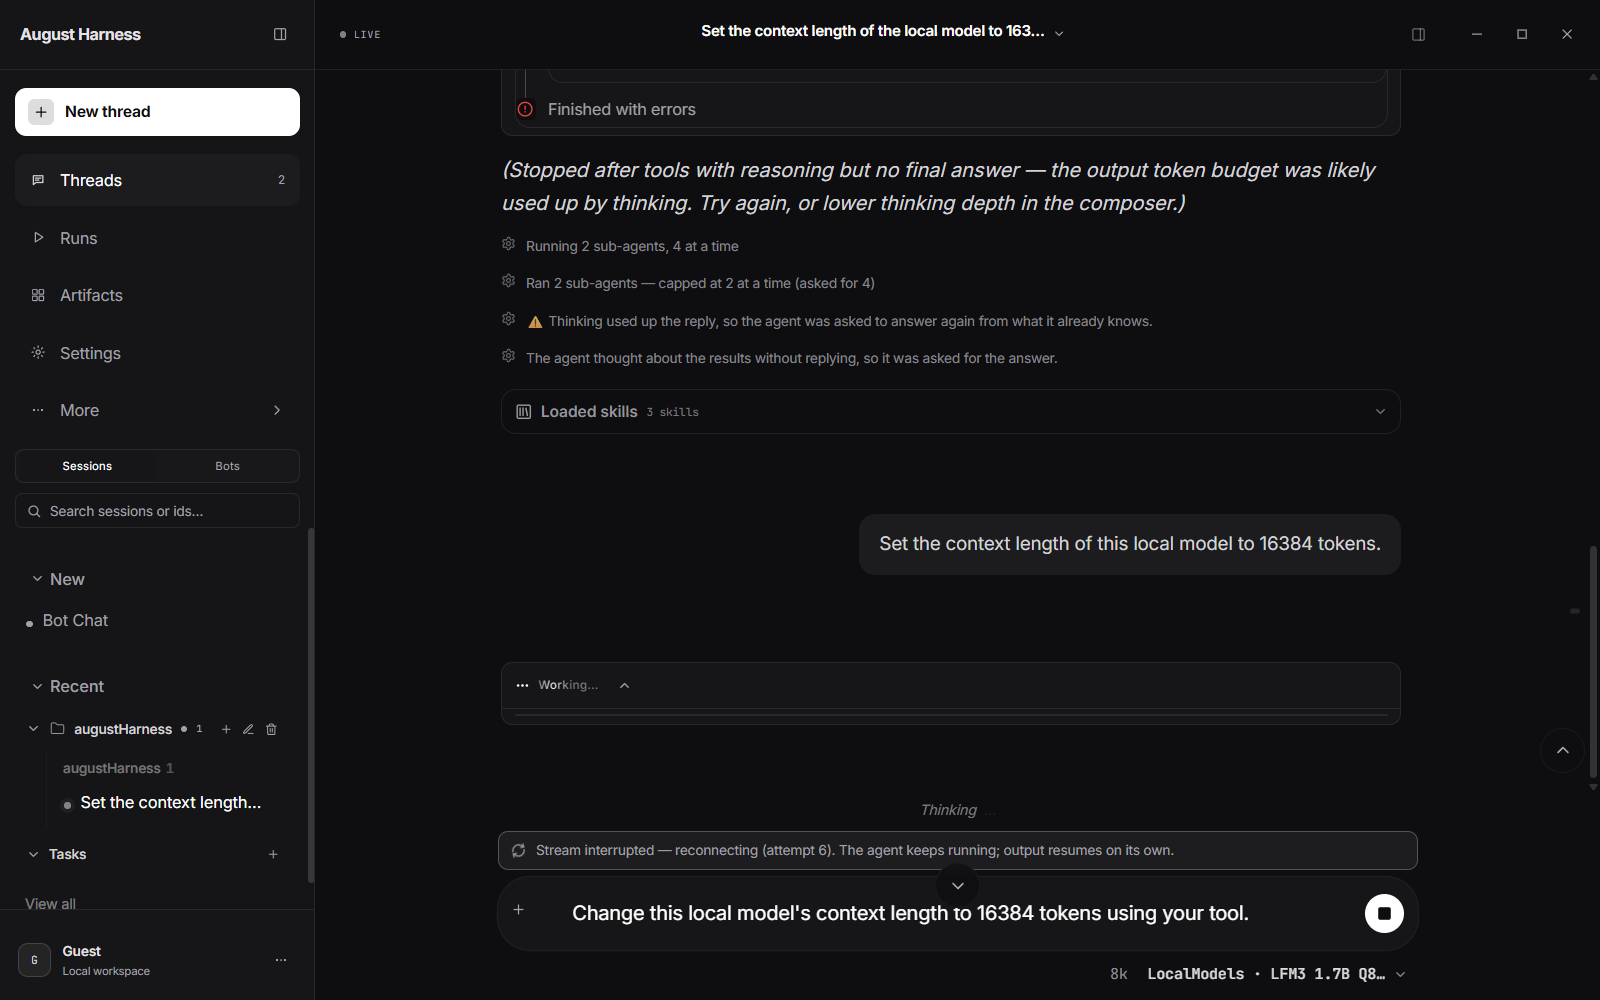 August Harness
LIVE
Set the context length of the local model to 163...
New thread
Threads 2
Runs
Artifacts
Settings
More
Sessions Bots
Search sessions or ids...
New
Bot Chat
Recent
augustHarness 1
augustHarness 1
Set the context length...
Tasks
View all
G
Guest
Local workspace
Finished with errors
(Stopped after tools with reasoning but no final answer — the output token budget was likely
used up by thinking. Try again, or lower thinking depth in the composer.)
Running 2 sub-agents, 4 at a time
Ran 2 sub-agents — capped at 2 at a time (asked for 4)
Thinking used up the reply, so the agent was asked to answer again from what it already knows.
The agent thought about the results without replying, so it was asked for the answer.
Loaded skills 3 skills
Set the context length of this local model to 16384 tokens.
Working...
Thinking ...
Stream interrupted — reconnecting (attempt 6). The agent keeps running; output resumes on its own.
Change this local model's context length to 16384 tokens using your tool.
8k LocalModels · LFM3 1.7B Q8...